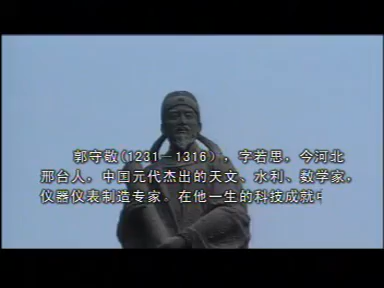 郭守敬(1231－1316),字若思,今河北
邢台人,中国元代杰出的天文、水利、数学家,
仪器仪表制造专家。在他一生的科技成就中